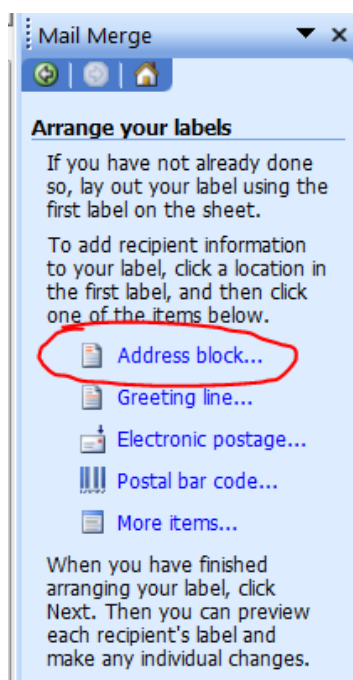 Mail Merge
Arrange your labels
If you have not already done
so, lay out your label using the
first label on the sheet.
To add recipient information
to your label, click a location in
the first label, and then click
one of the items below.
Address block...
Greeting line...
Electronic postage...
Postal bar code...
More items...
When you have finished
arranging your label, click
Next. Then you can preview
each recipient's label and
make any individual changes.